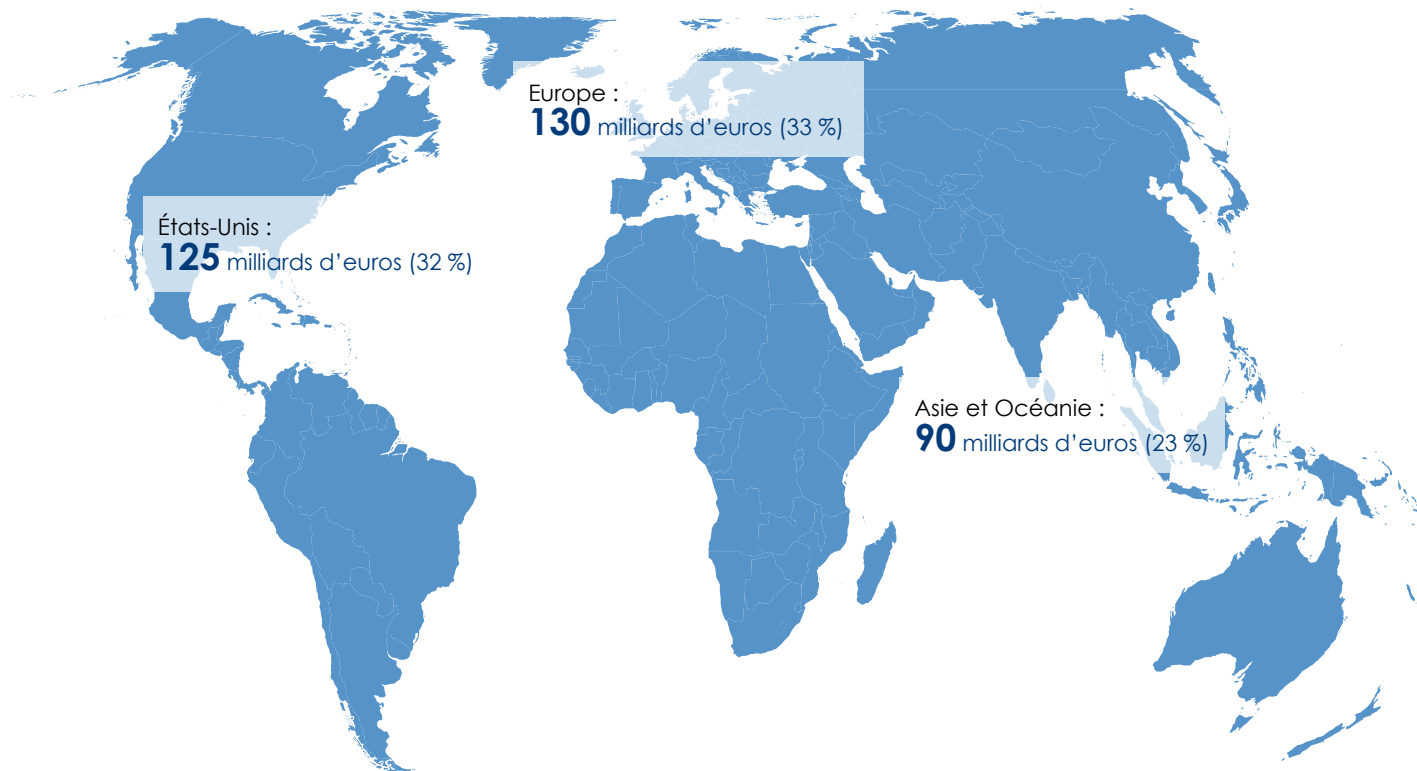 Europe :
130 milliards d’euros (33 %)
États-Unis :
125 milliards d’euros (32 %)
Asie et Océanie :
90 milliards d’euros (23 %)